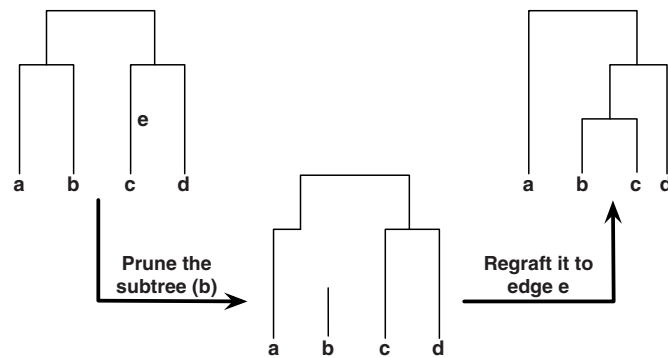 e
a b c d
a b c d
Prune the
subtree (b)
Regraft it to
edge e
a b c d